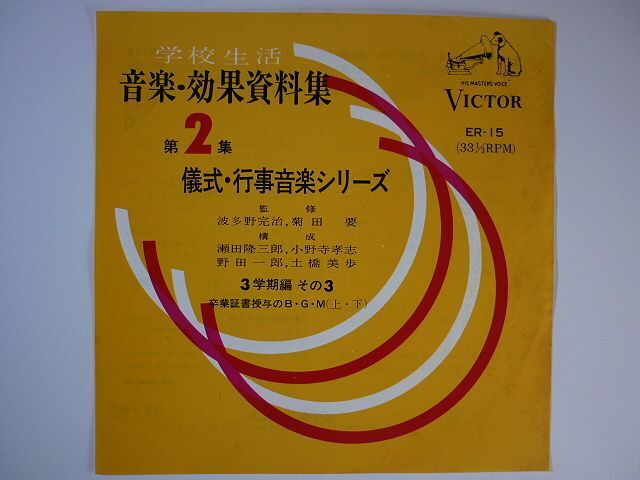 学校生活
音楽・効果資料集
第2集
儀式・行事音楽シリーズ
監修
波多野完治,菊田 要
構成
瀬田隆三郎,小野寺孝志
野田一郎,土橋美歩
3学期編 その3
卒業証書授与のB・G・M(上・下)
HIS MASTER'S VOICE
VICTOR
ER-15
(33⅓RPM)